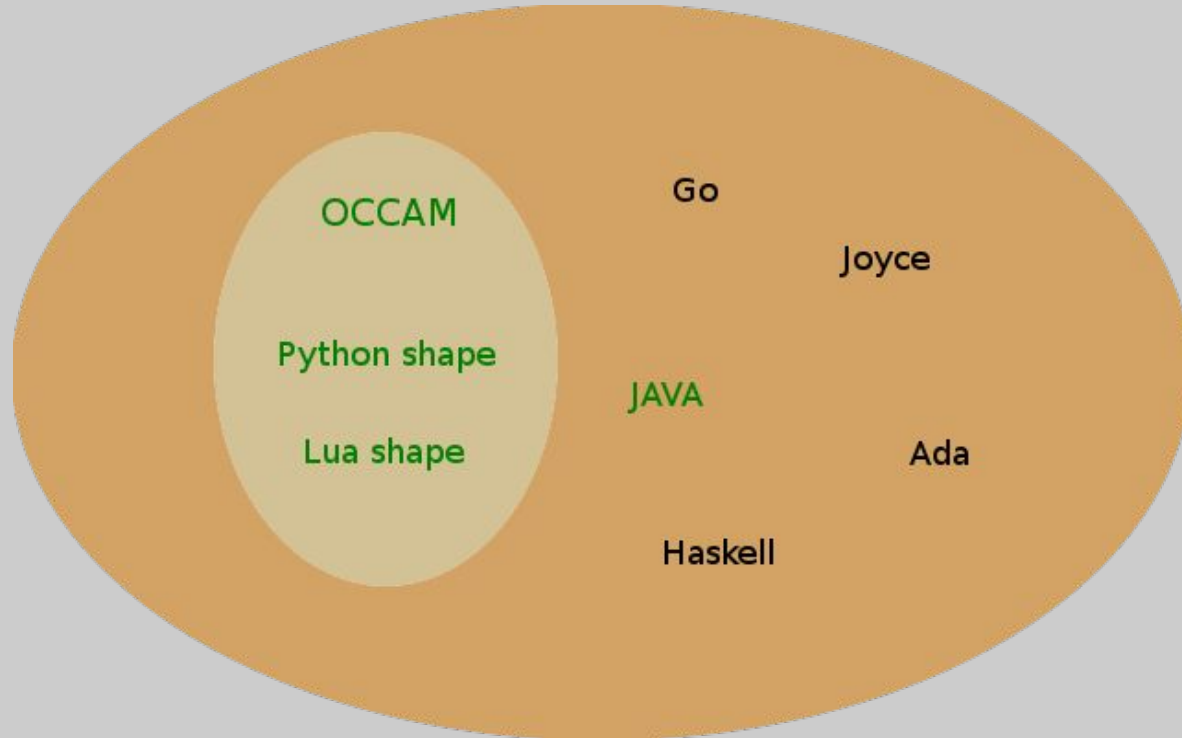 OCCAM
Python shape
Lua shape
Go
Joyce
JAVA
Ada
Haskell